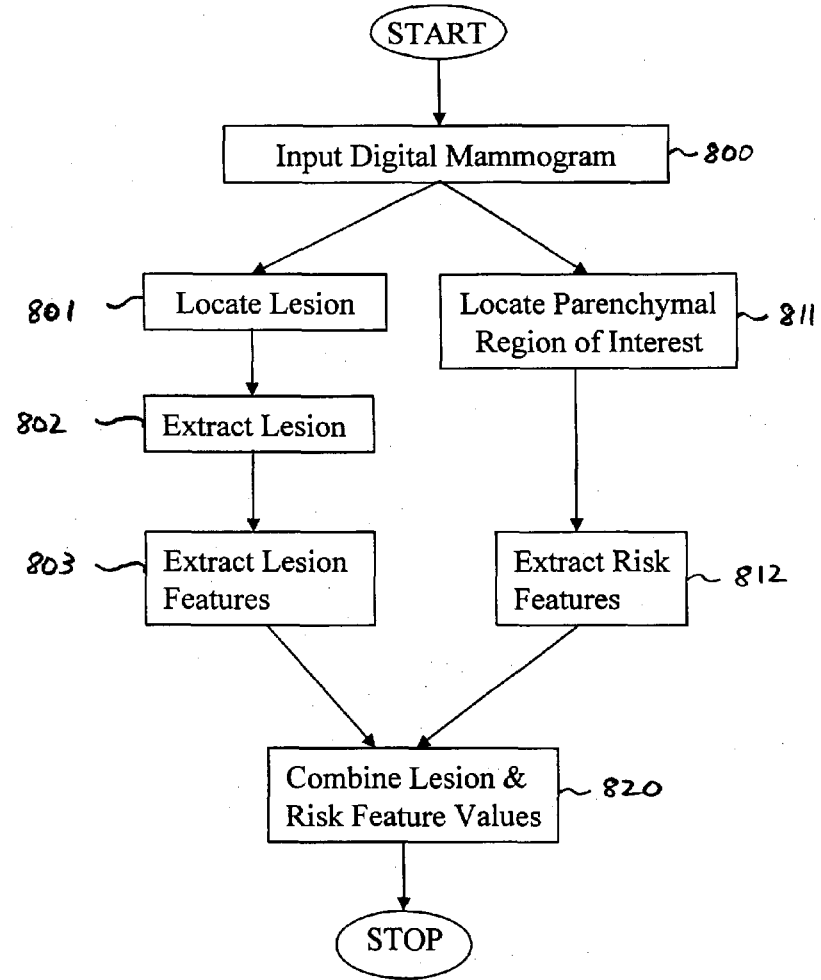 START
Input Digital Mammogram
800
801
Locate Lesion
Locate Parenchymal
Region of Interest
811
802
Extract Lesion
803
Extract Lesion
Features
Extract Risk
Features
812
Combine Lesion &
Risk Feature Values
820
STOP